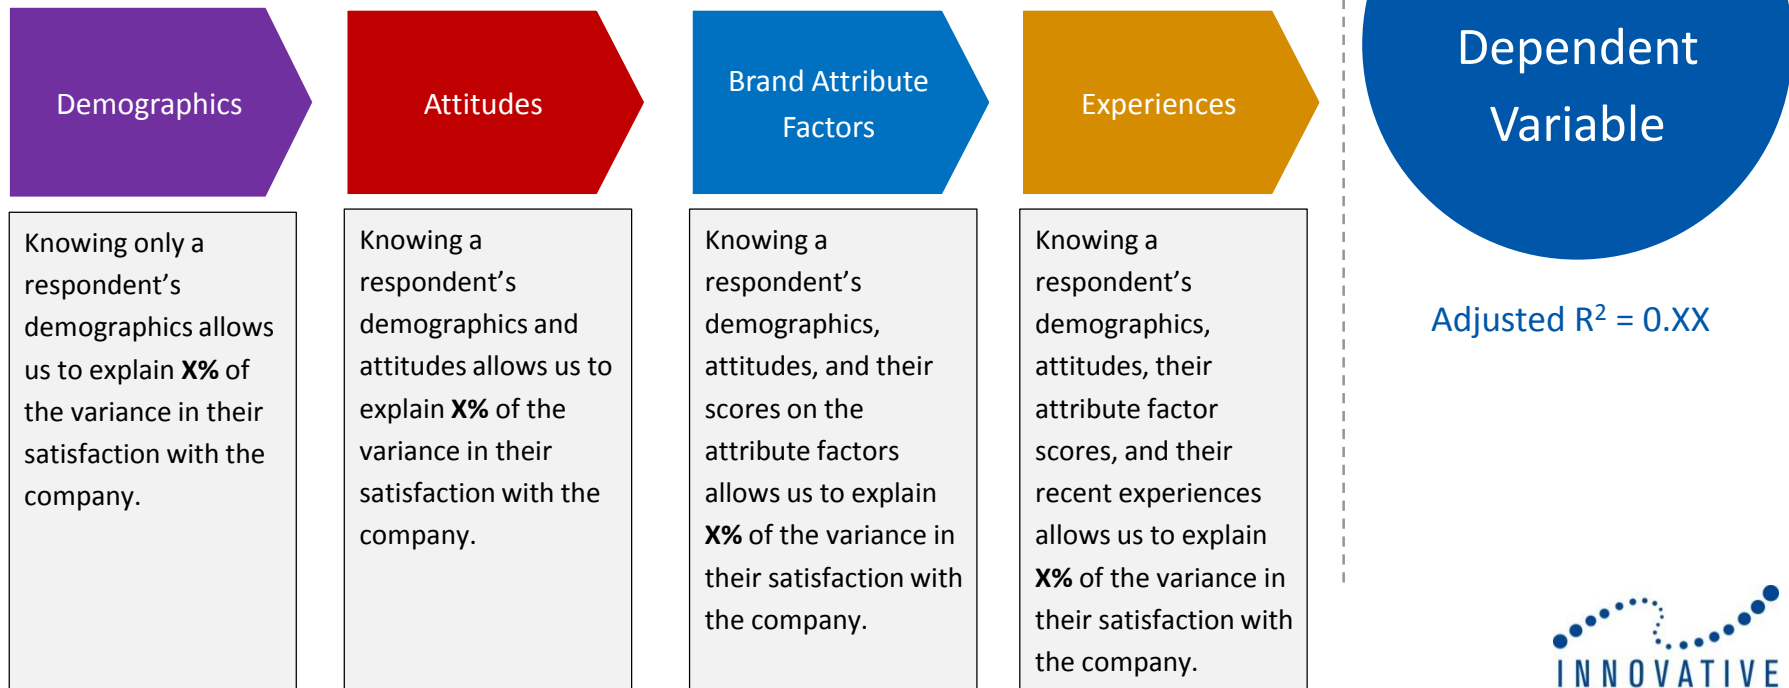 Demographics
Attitudes
Brand Attribute
Factors
Experiences
Dependent
Variable
Knowing only a
respondent’s
demographics allows
us to explain X% of
the variance in their
satisfaction with the
company.
Knowing a
respondent’s
demographics and
attitudes allows us to
explain X% of the
variance in their
satisfaction with the
company.
Knowing a
respondent’s
demographics,
attitudes, and their
scores on the
attribute factors
allows us to explain
X% of the variance in
their satisfaction with
the company.
Knowing a
respondent’s
demographics,
attitudes, their
attribute factor
scores, and their
recent experiences
allows us to explain
X% of the variance in
their satisfaction with
the company.
Adjusted R² = 0.XX
INNOVATIVE